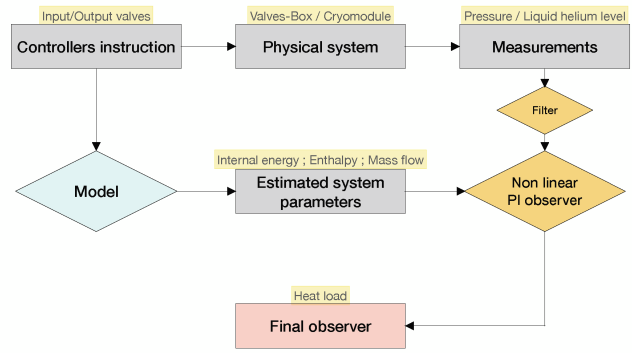 Input/Output valves
Controllers instruction
Valves-Box / Cryomodule
Physical system
Pressure / Liquid helium level
Measurements
Filter
Model
Internal energy ; Enthalpy ; Mass flow
Estimated system
parameters
Non linear
PI observer
Heat load
Final observer